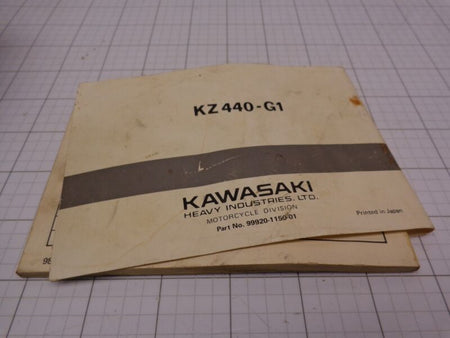 KZ440-G1
KAWASAKI
HEAVY INDUSTRIES, LTD.
MOTORCYCLE DIVISION
Part No. 99920-1150-01
Printed in Japan